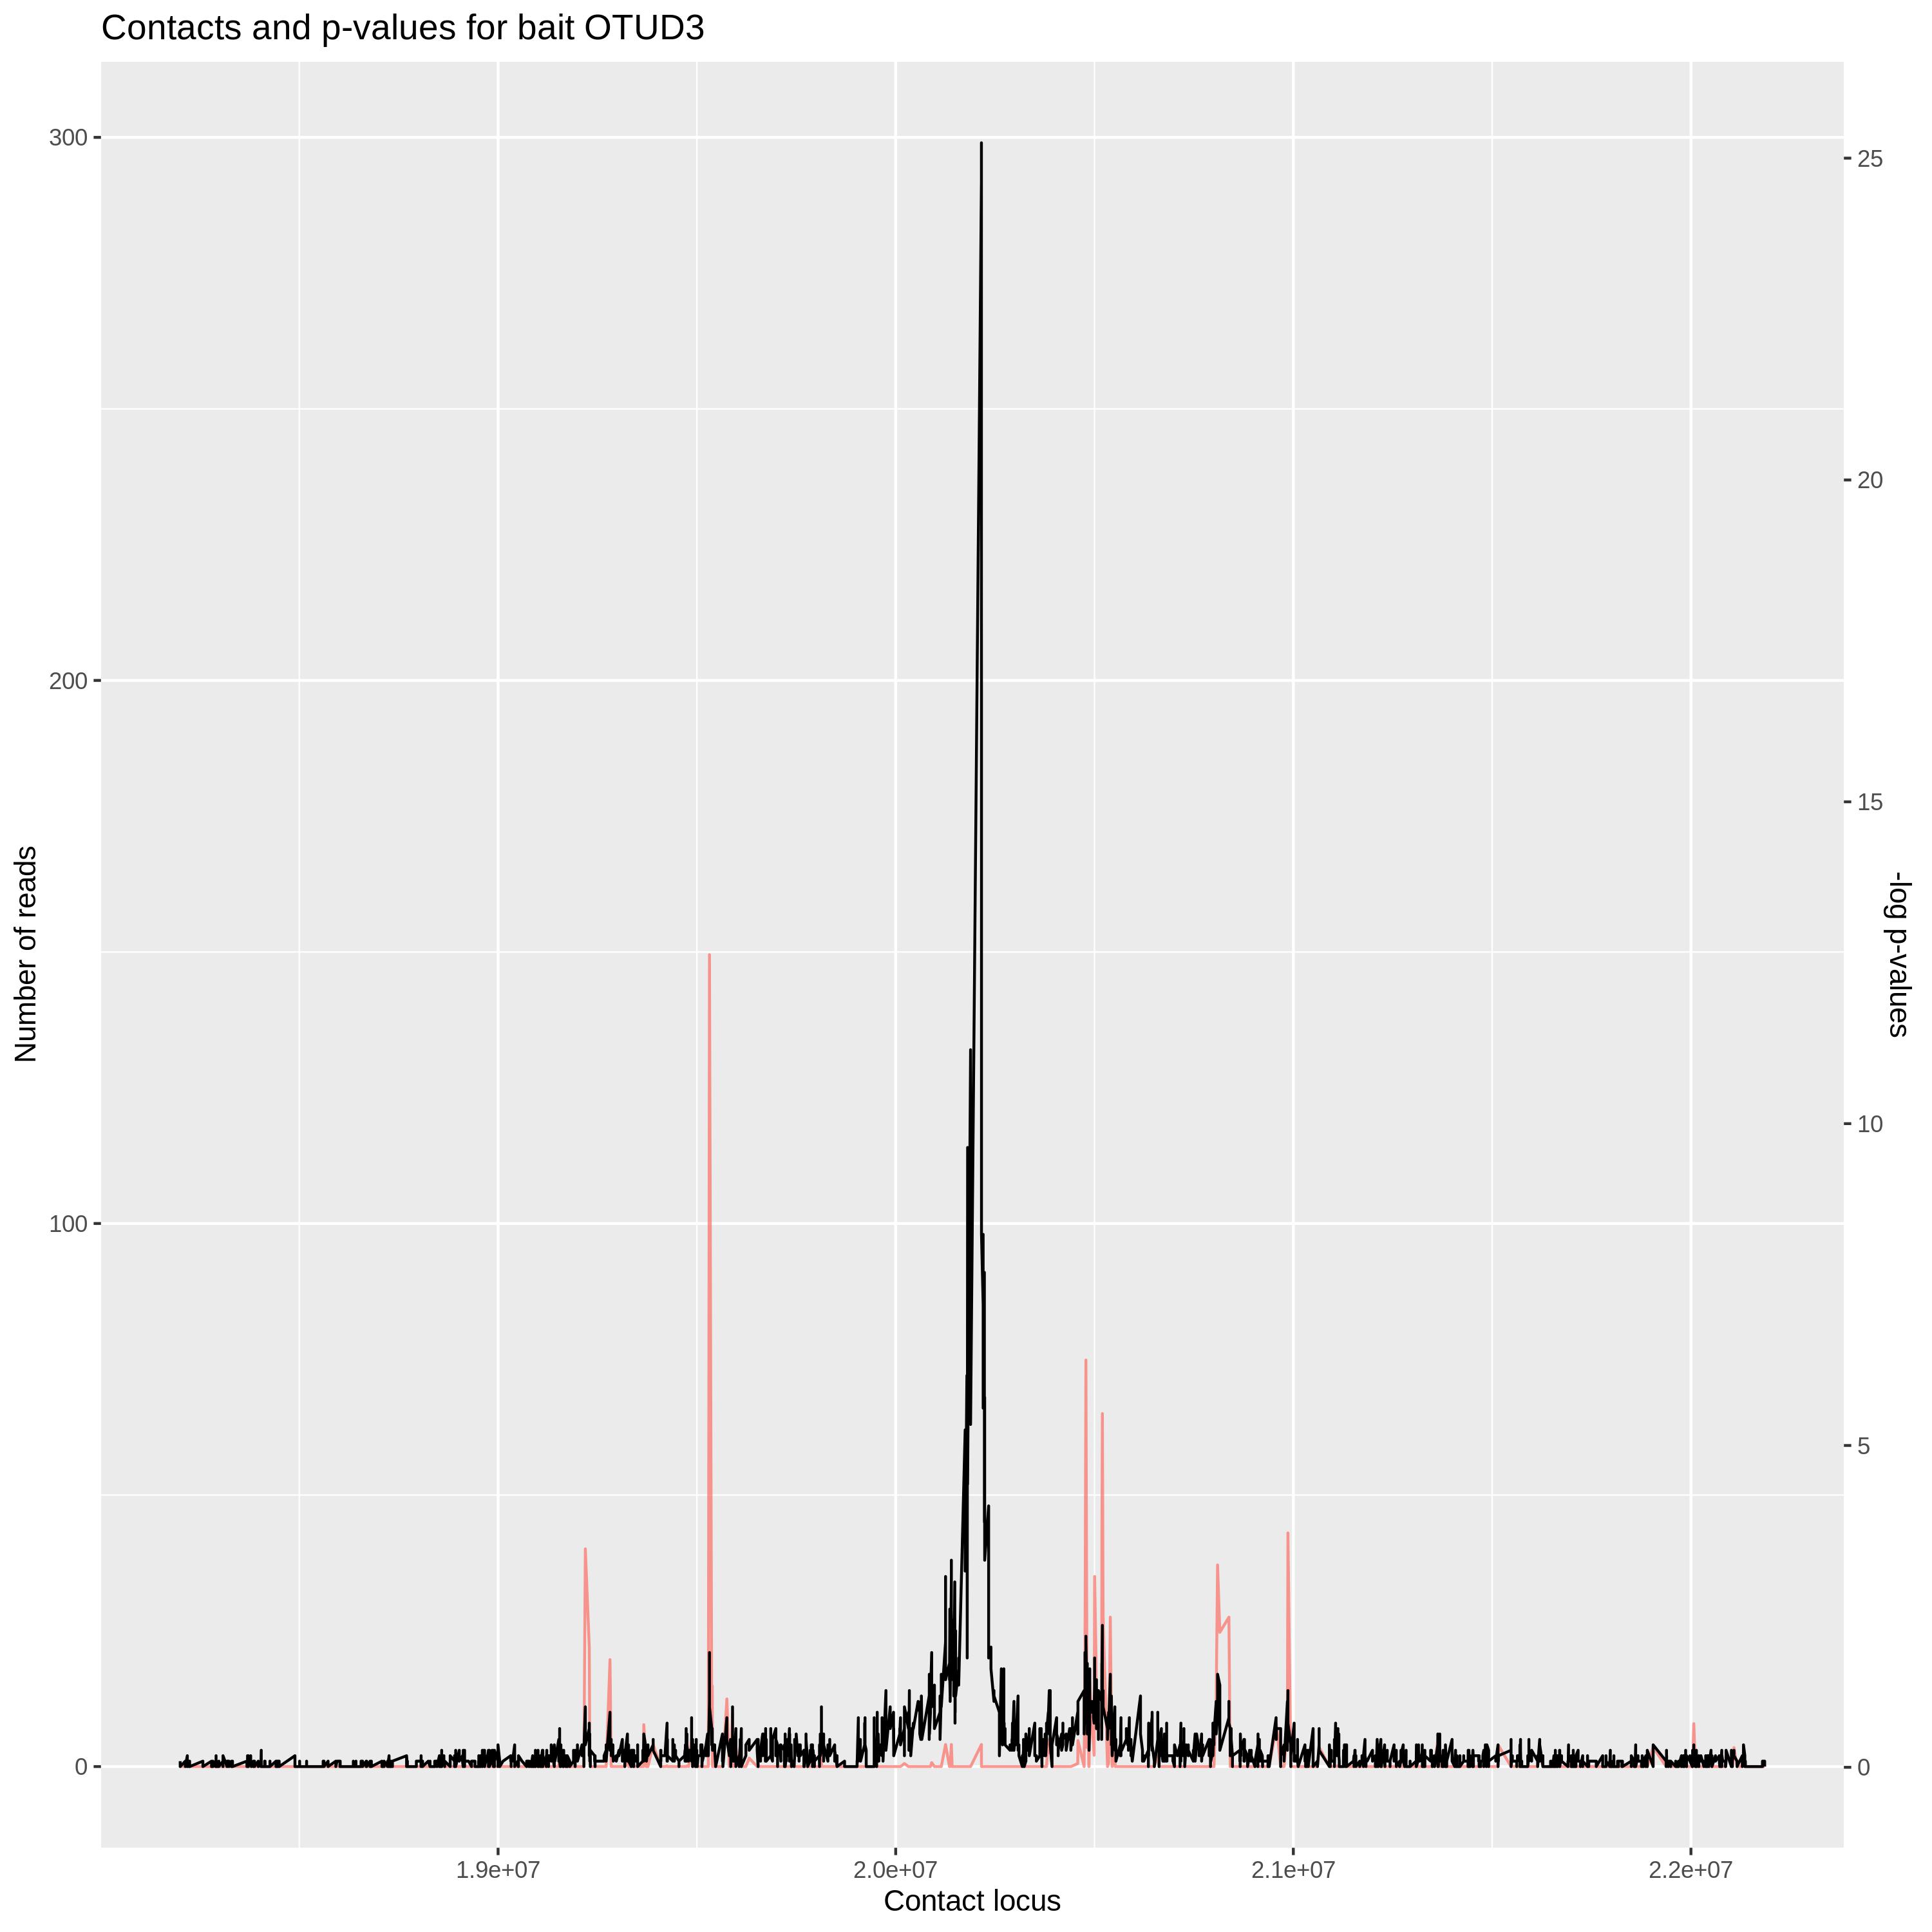 Contacts and p-values for bait OTUD3
300
200
100
0
Number of reads
25
20
15
10
5
0
-log p-values
1.9e+07
2.0e+07
2.1e+07
2.2e+07
Contact locus